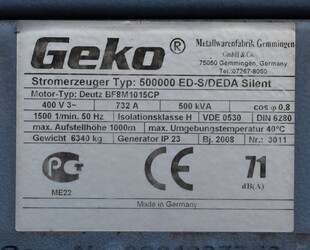 Geko®
Metallwarenfabrik Gemmingen
75050 Gemmingen, Germany
Tel.:07267-8060
Stromerzeuger Typ: 500000 ED-S/DEDA Silent
Motor-Typ: Deutz BF8M1015CP
400 V 3~ 732 A 500 kVA cos φ 0.8
1500 1/min. 50 Hz Isolationsklasse H VDE 0530 DIN 6280
max. Aufstellhöhe 1000m max. Umgebungstemperatur 40°C
Gewicht 6340 kg Generator IP 23 Bj. 2008 Nr. 3011
ME22
CE
71
dB(A)
Made in Germany